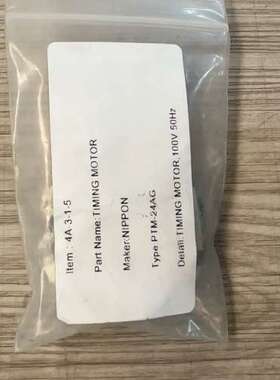 Item : 4A 3-1-5
Part Name:TIMING MOTOR
Maker:NIPPON
Type:PTM-24AG
Detail:TIMING MOTOR.100V 50Hz